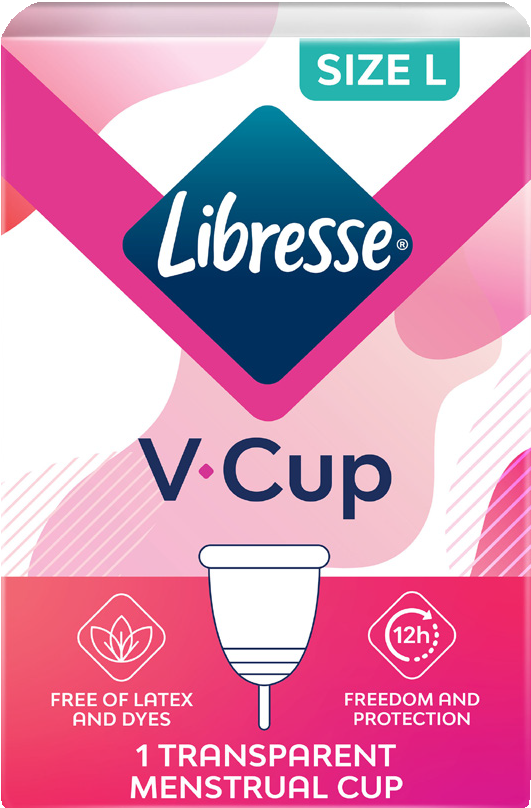 SIZE L
Libresse®
V·Cup
12h
FREE OF LATEX
AND DYES
FREEDOM AND
PROTECTION
1 TRANSPARENT
MENSTRUAL CUP